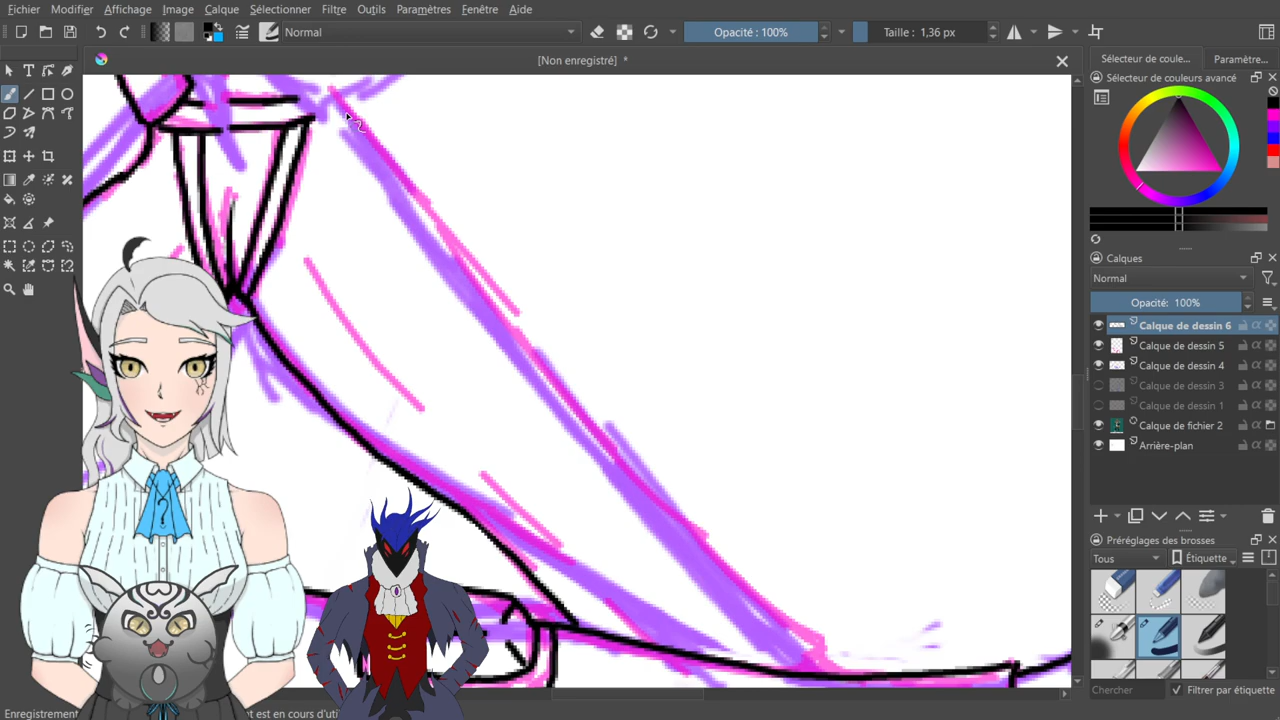 Fichier Modifier Affichage Image Calque Sélectionner Filtre Outils Paramètres Fenêtre Aide
Normal Opacité : 100% Taille : 1,36 px
[Non enregistré] *
Sélecteur de coule... Paramètre...
Sélecteur de couleurs avancé
Calques
Normal
Opacité: 100%
Calque de dessin 6
Calque de dessin 5
Calque de dessin 4
Calque de dessin 3
Calque de dessin 1
Calque de fichier 2
Arrière-plan
Préréglages des brosses
Tous Étiquette
Chercher Filtrer par étiquette
Enregistrement
est en cours d'uti